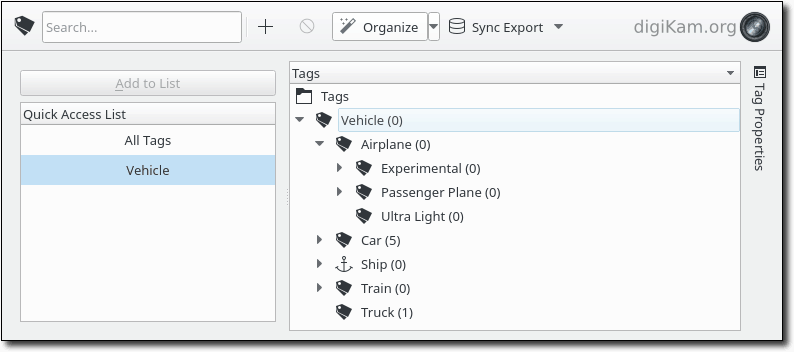 Search...
Organize
Sync Export
digiKam.org
Add to List
Quick Access List
All Tags
Vehicle
Tags
Tags
Vehicle (0)
Airplane (0)
Experimental (0)
Passenger Plane (0)
Ultra Light (0)
Car (5)
Ship (0)
Train (0)
Truck (1)
Tag Properties